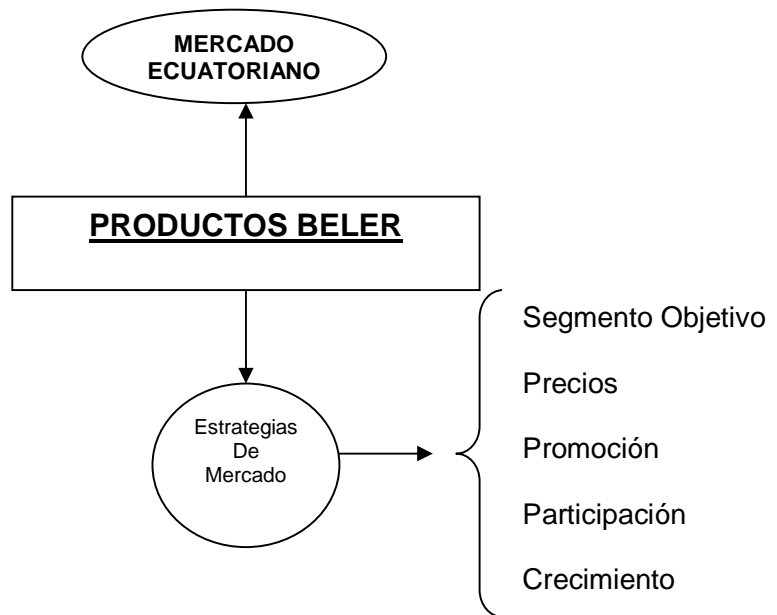 MERCADO
ECUATORIANO
PRODUCTOS BELER
Segmento Objetivo
Precios
Estrategias
De
Mercado
Promoción
Participación
Crecimiento